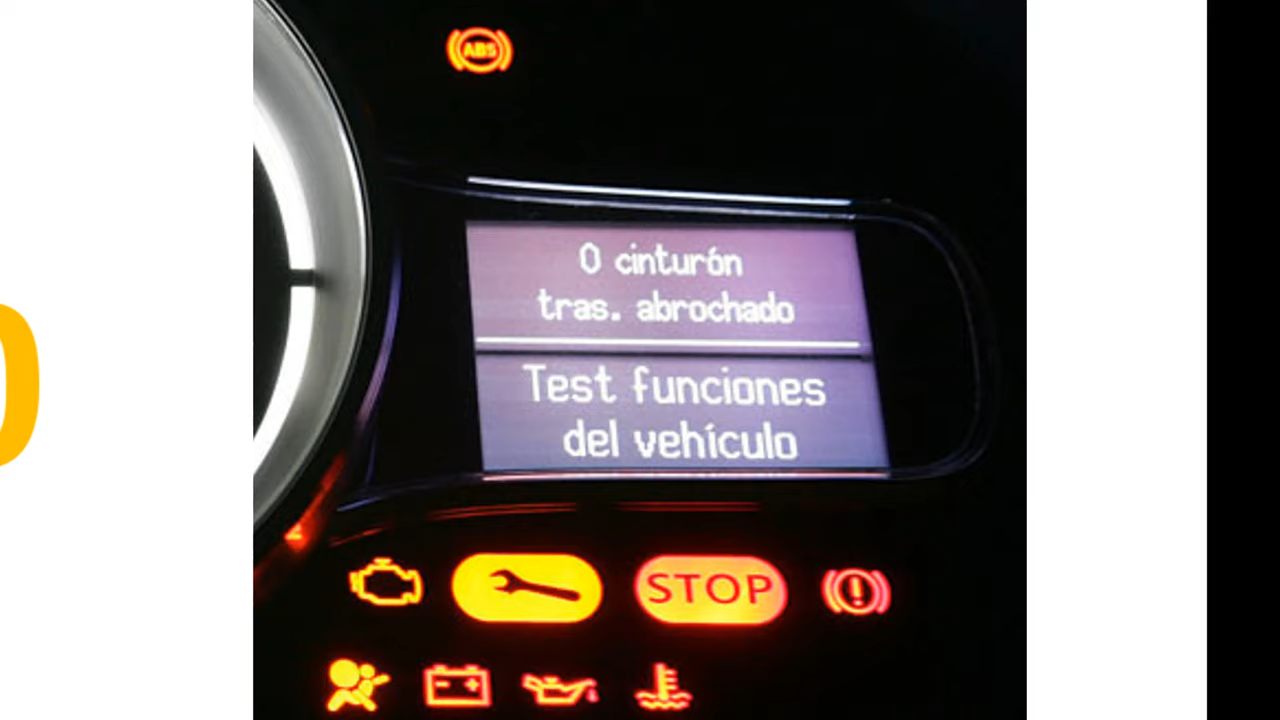 ABS
0 cinturón
tras. abrochado
Test funciones
del vehículo
STOP